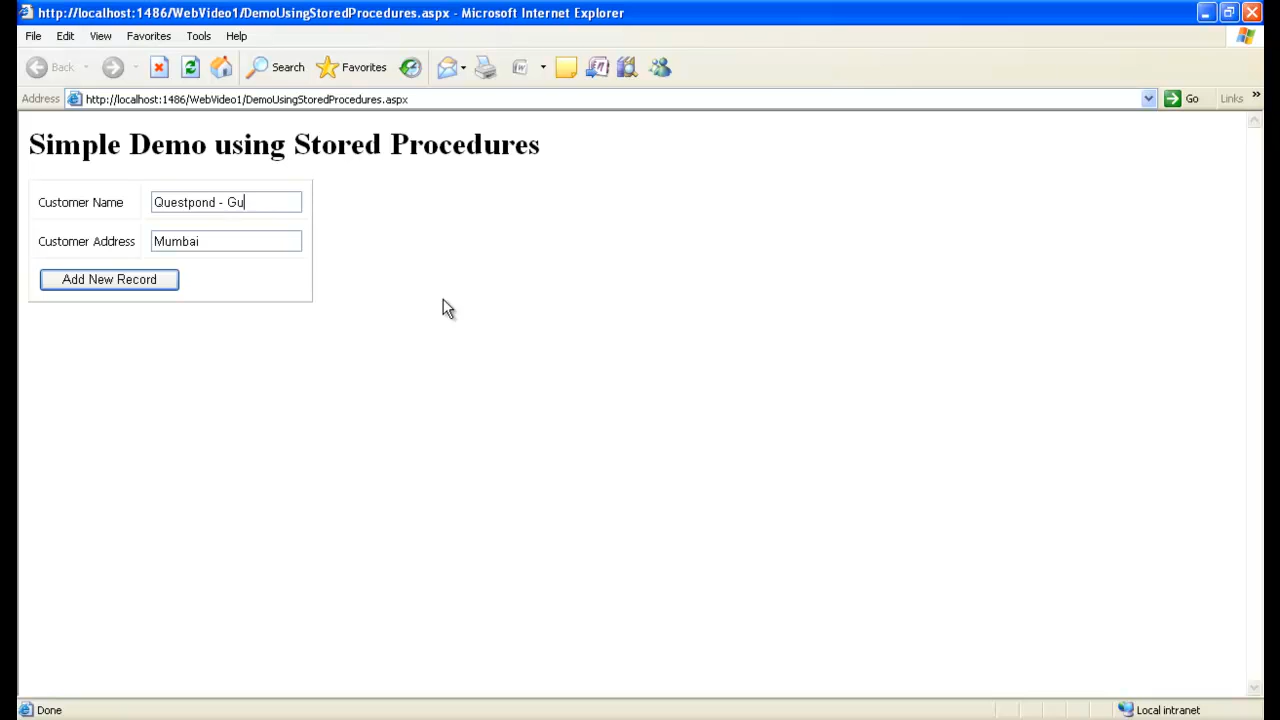 http://localhost:1486/WebVideo1/DemoUsingStoredProcedures.aspx - Microsoft Internet Explorer
File Edit View Favorites Tools Help
Back Search Favorites
Address http://localhost:1486/WebVideo1/DemoUsingStoredProcedures.aspx Go Links »
Simple Demo using Stored Procedures
Customer Name Questpond - Gu
Customer Address Mumbai
Add New Record
Done Local intranet